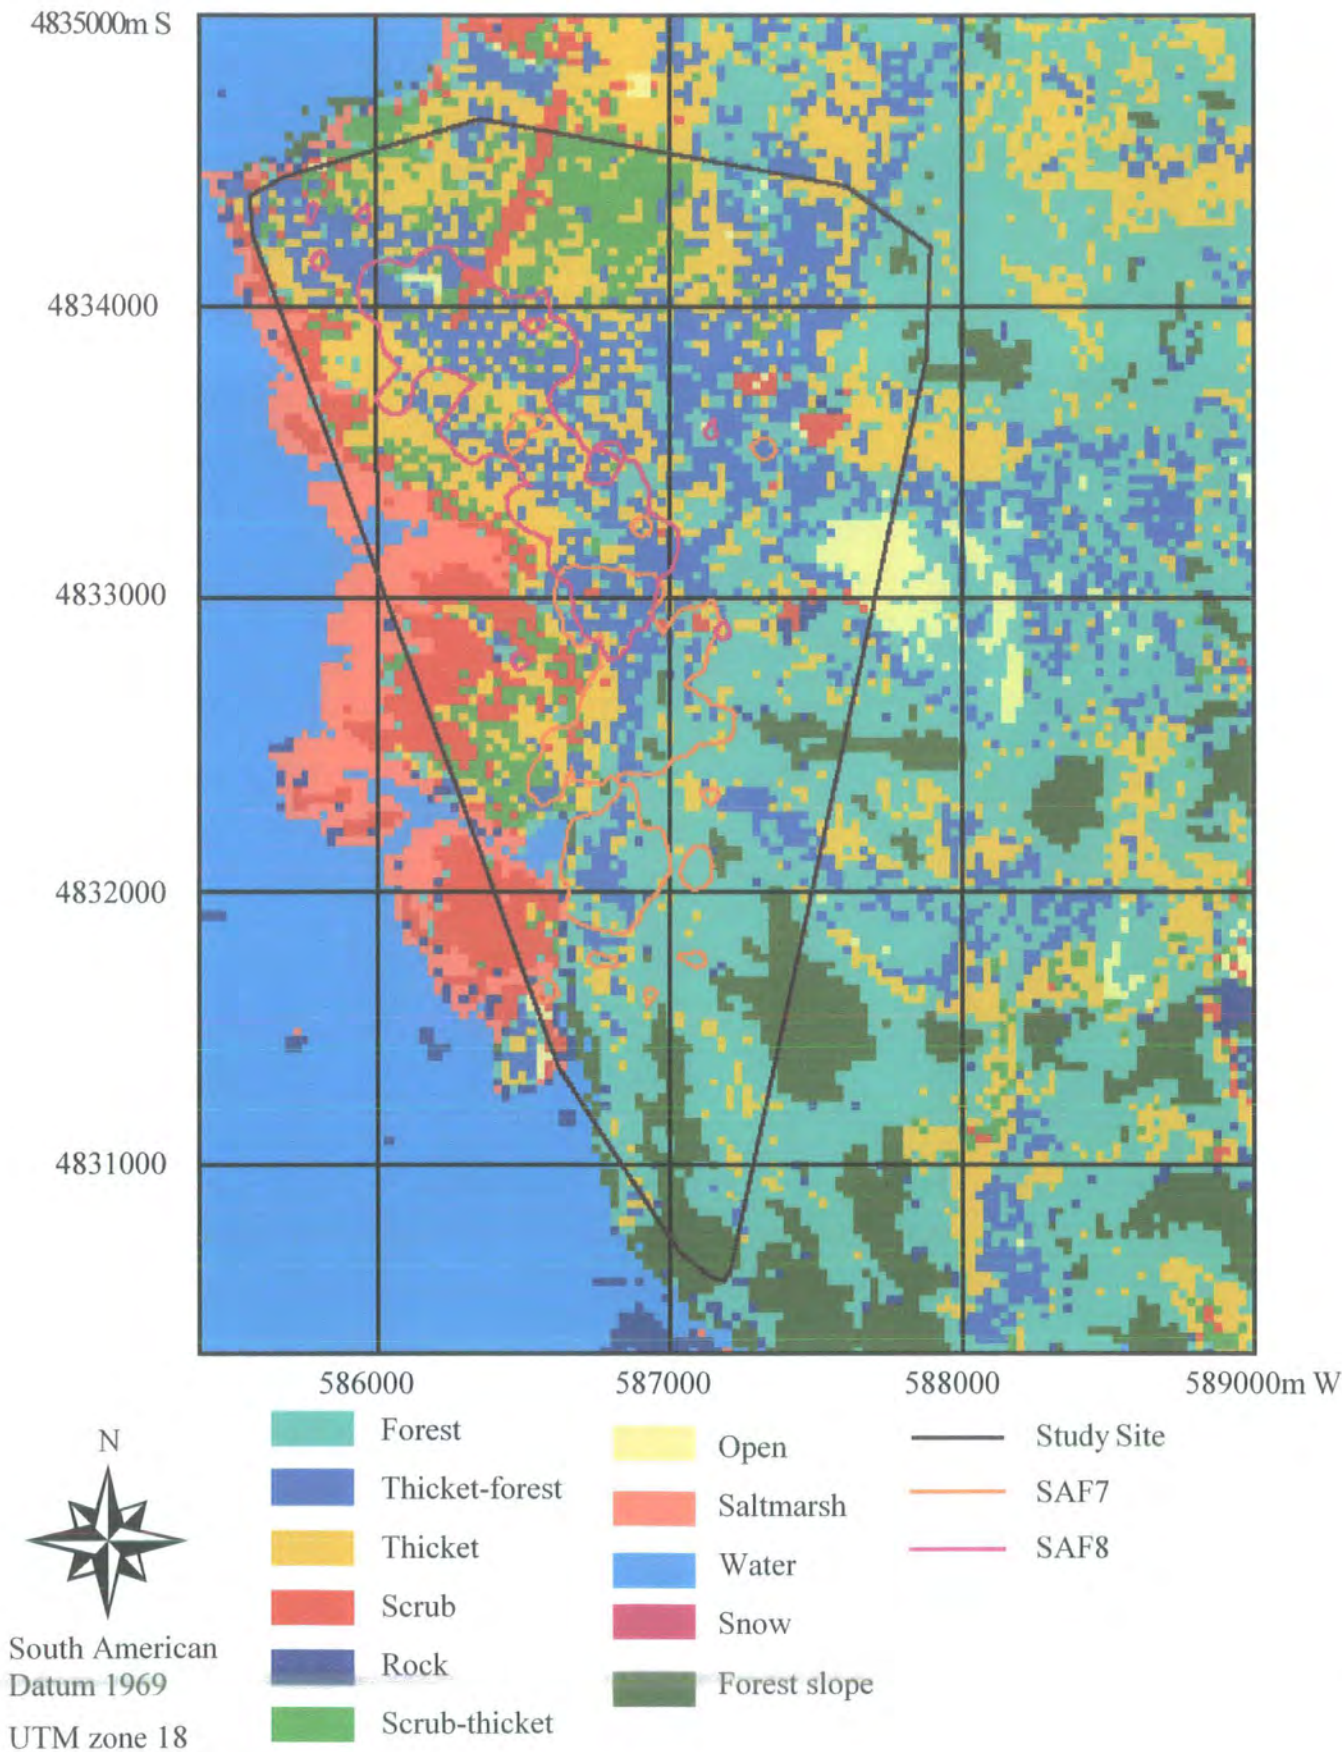 4835000m S
4834000
4833000
4832000
4831000
586000 587000 588000 589000m W
N
South American
Datum 1969
UTM zone 18
Forest
Thicket-forest
Thicket
Scrub
Rock
Scrub-thicket
Open
Saltmarsh
Water
Snow
Forest slope
Study Site
SAF7
SAF8